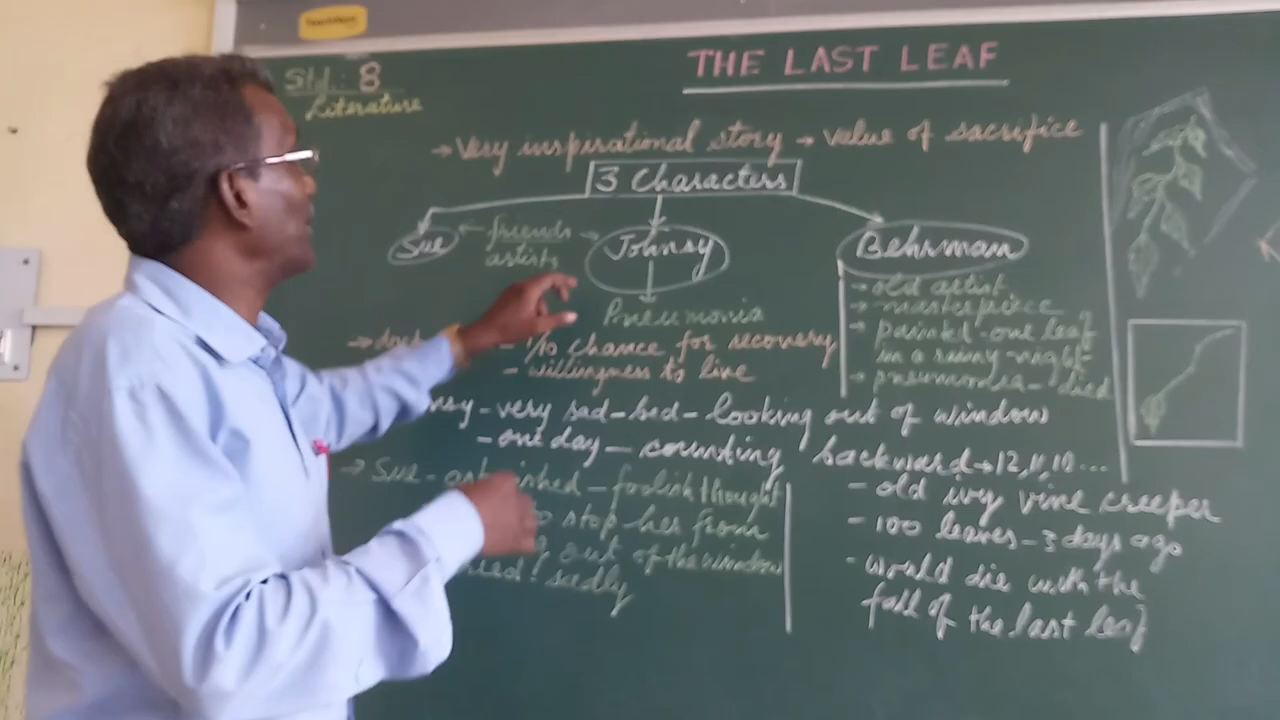 Std.: 8
Literature
THE LAST LEAF
→ Very inspirational story → value of sacrifice
3 Characters
Sue ← friends → Johnsy Behrman
artists
Pneumonia
→ old artist
→ masterpiece
→ painted-one leaf
in a rainy night
→ pneumonia-died
- 1/10 chance for recovery
- willingness to live
-very sad-bed-looking out of window
-one day-counting backward→12,11,10...
→ Sue - -foolish thought
to stop her from
out of the window
sadly
- old ivy vine creeper
- 100 leaves-3 days ago
- would die with the
fall of the last leaf